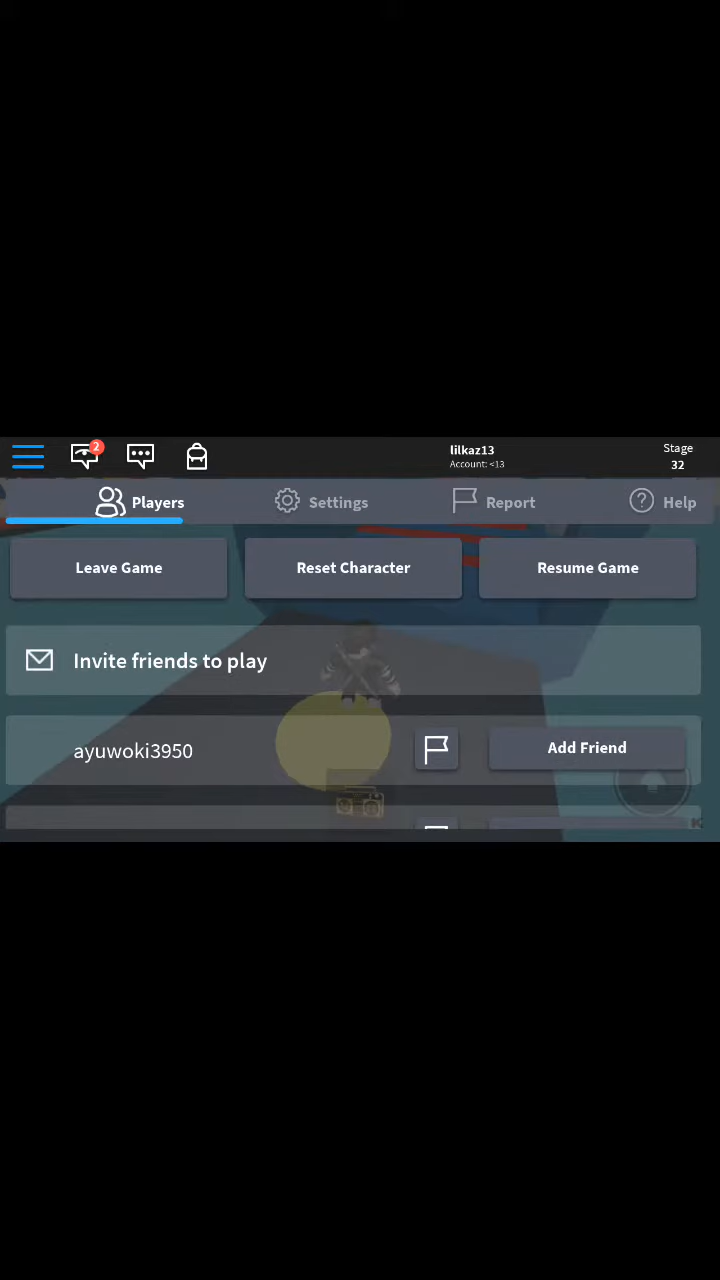 2
lilkaz13
Account: <13
Stage
32
Players
Settings
Report
Help
Leave Game
Reset Character
Resume Game
Invite friends to play
ayuwoki3950
Add Friend